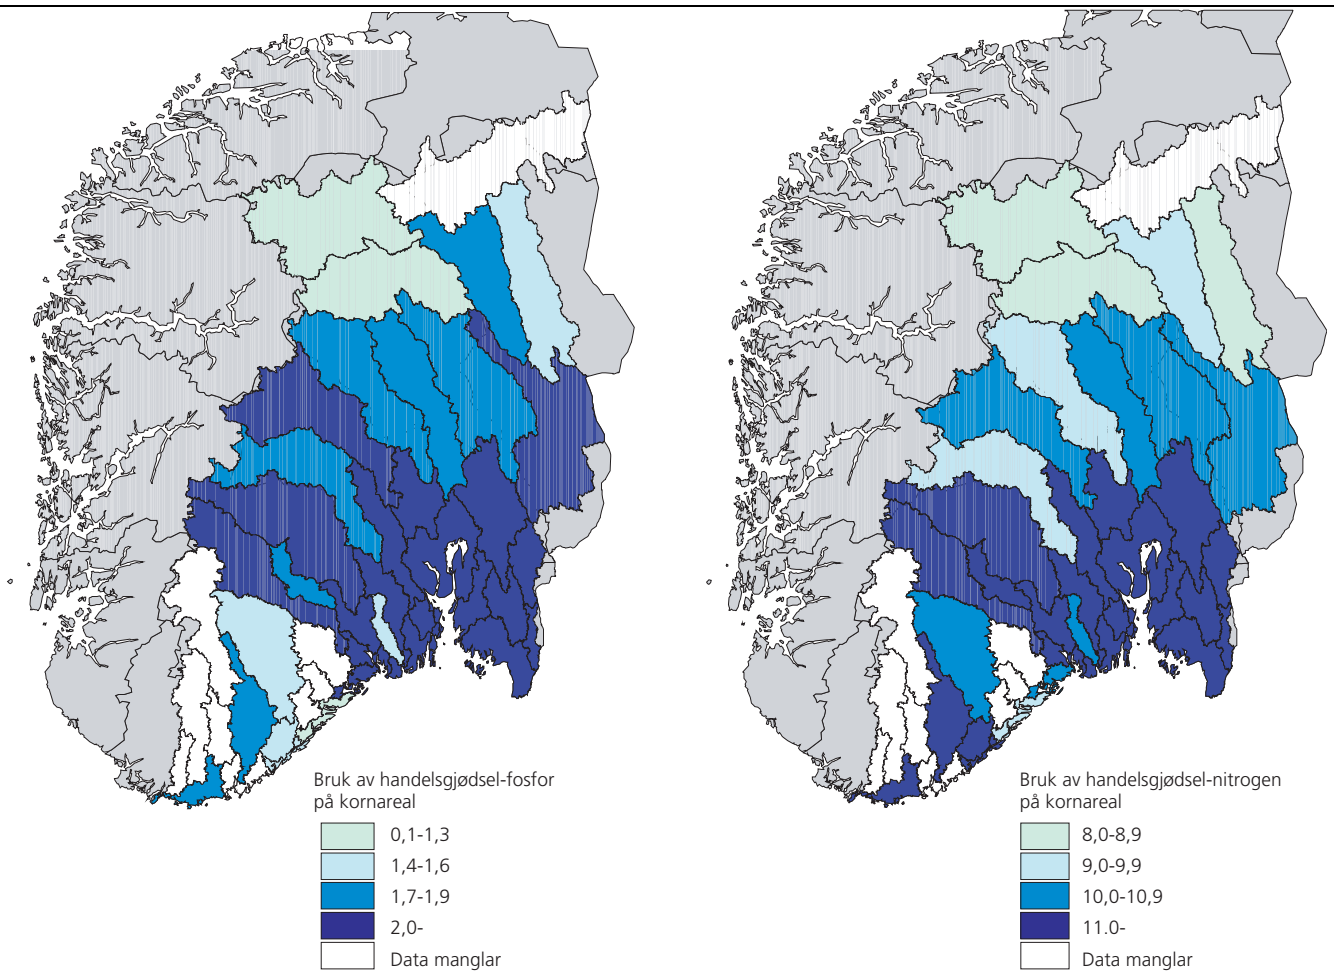 Bruk av handelsgjødsel-fosfor
på kornareal
0,1-1,3
1,4-1,6
1,7-1,9
2,0-
Data manglar
Bruk av handelsgjødsel-nitrogen
på kornareal
8,0-8,9
9,0-9,9
10,0-10,9
11.0-
Data manglar